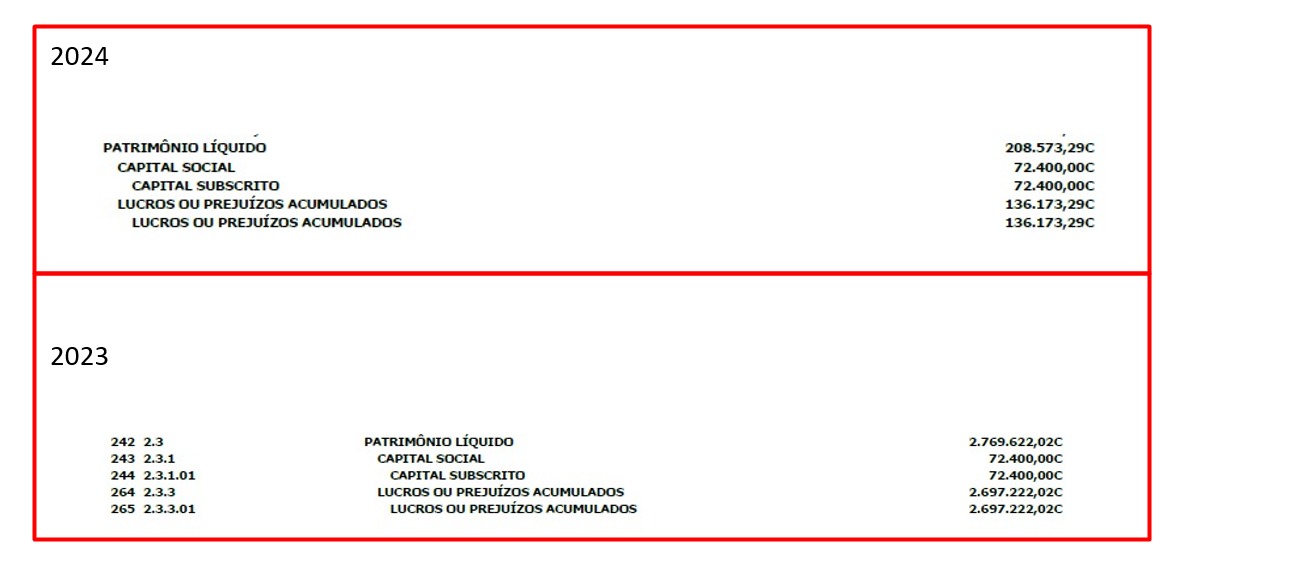 2024
PATRIMÔNIO LÍQUIDO 208.573,29C
CAPITAL SOCIAL 72.400,00C
CAPITAL SUBSCRITO 72.400,00C
LUCROS OU PREJUÍZOS ACUMULADOS 136.173,29C
LUCROS OU PREJUÍZOS ACUMULADOS 136.173,29C
2023
242 2.3 PATRIMÔNIO LÍQUIDO 2.769.622,02C
243 2.3.1 CAPITAL SOCIAL 72.400,00C
244 2.3.1.01 CAPITAL SUBSCRITO 72.400,00C
264 2.3.3 LUCROS OU PREJUÍZOS ACUMULADOS 2.697.222,02C
265 2.3.3.01 LUCROS OU PREJUÍZOS ACUMULADOS 2.697.222,02C